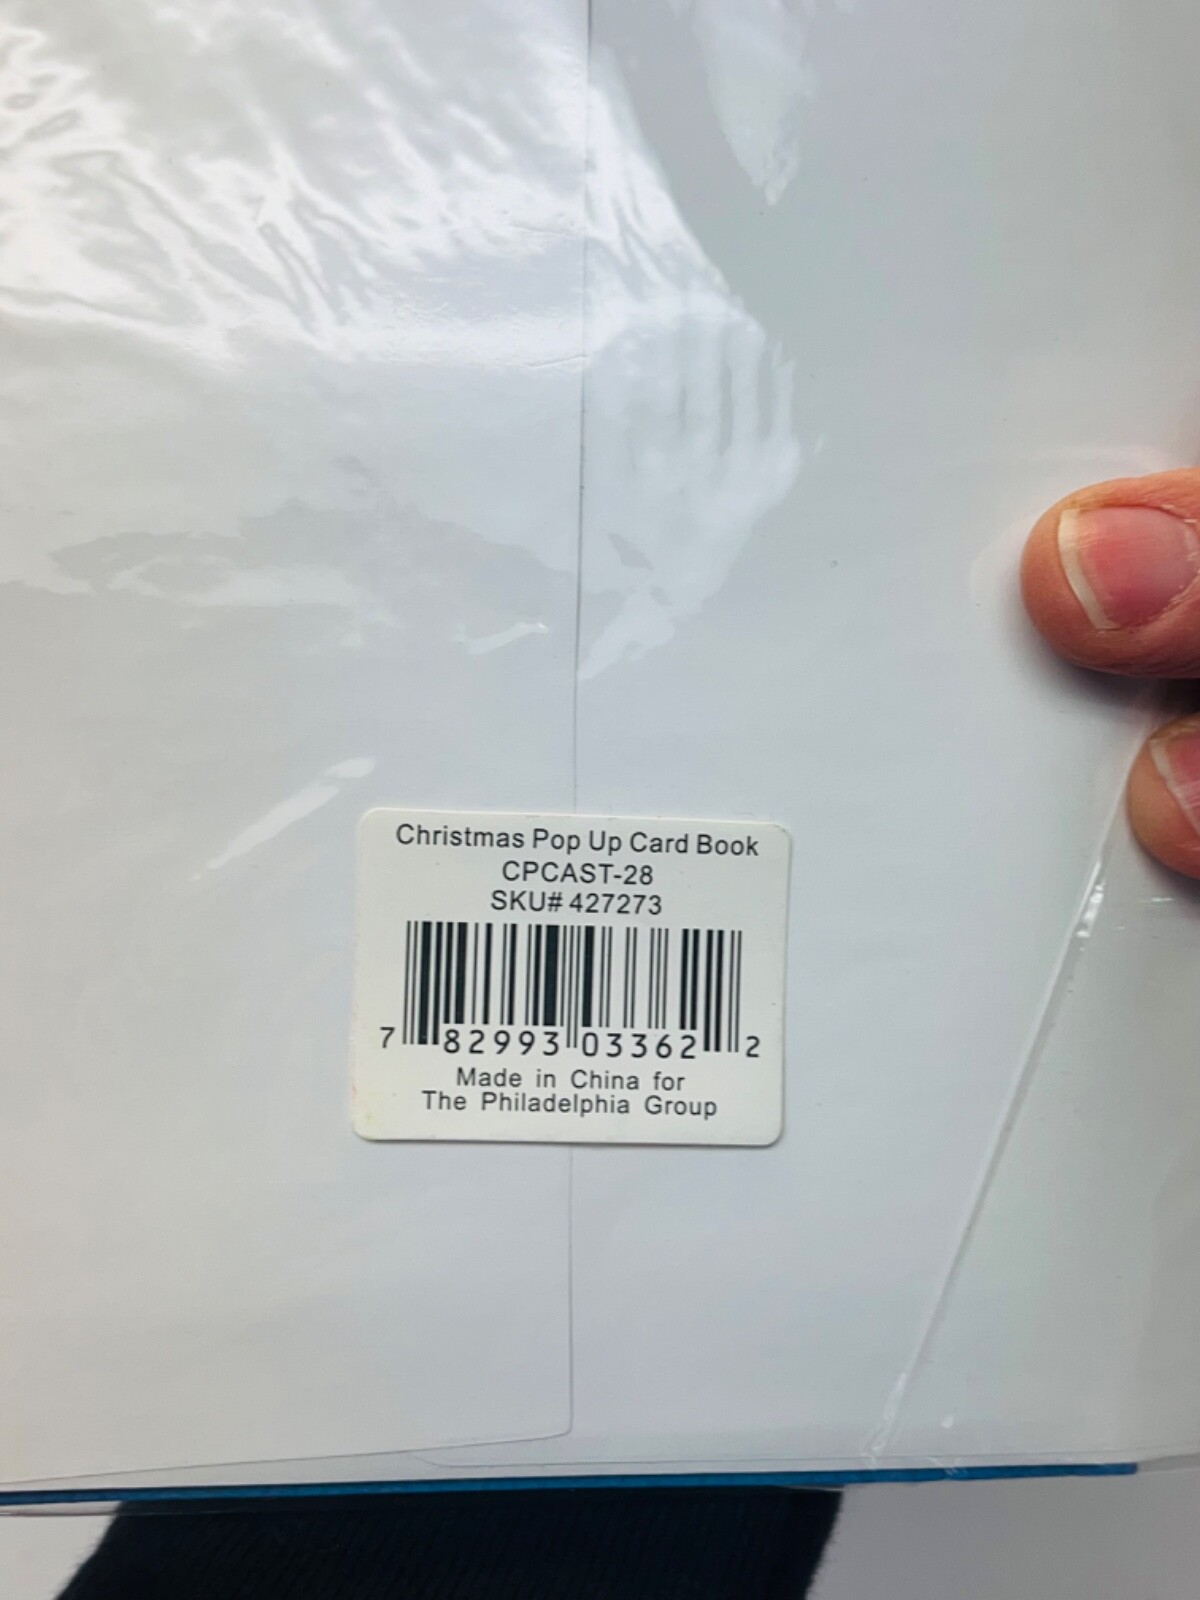 Christmas Pop Up Card Book
CPCAST-28
SKU# 427273
7 82993 03362 2
Made in China for
The Philadelphia Group